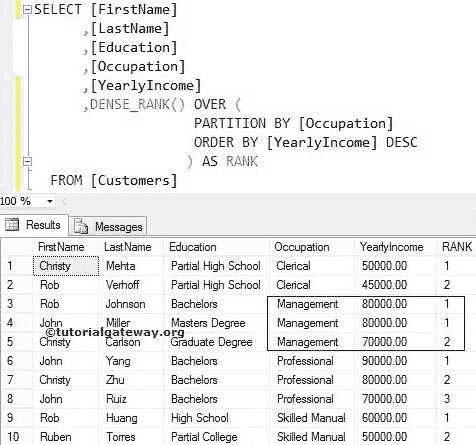 SELECT [FirstName]
,[LastName]
,[Education]
,[Occupation]
,[YearlyIncome]
,DENSE_RANK() OVER (
PARTITION BY [Occupation]
ORDER BY [YearlyIncome] DESC
) AS RANK
FROM [Customers]
100 %
Results Messages
FirstName LastName Education Occupation YearlyIncome RANK
1 Christy Mehta Partial High School Clerical 50000.00 1
2 Rob Verhoff Partial High School Clerical 45000.00 2
3 Rob Johnson Bachelors Management 80000.00 1
4 John Miller Masters Degree Management 80000.00 1
©tutorialgateway.org
5 Christy Carlson Graduate Degree Management 70000.00 2
6 John Yang Bachelors Professional 90000.00 1
7 Christy Zhu Bachelors Professional 80000.00 2
8 John Ruiz Bachelors Professional 70000.00 3
9 Rob Huang High School Skilled Manual 60000.00 1
10 Ruben Torres Partial College Skilled Manual 50000.00 2